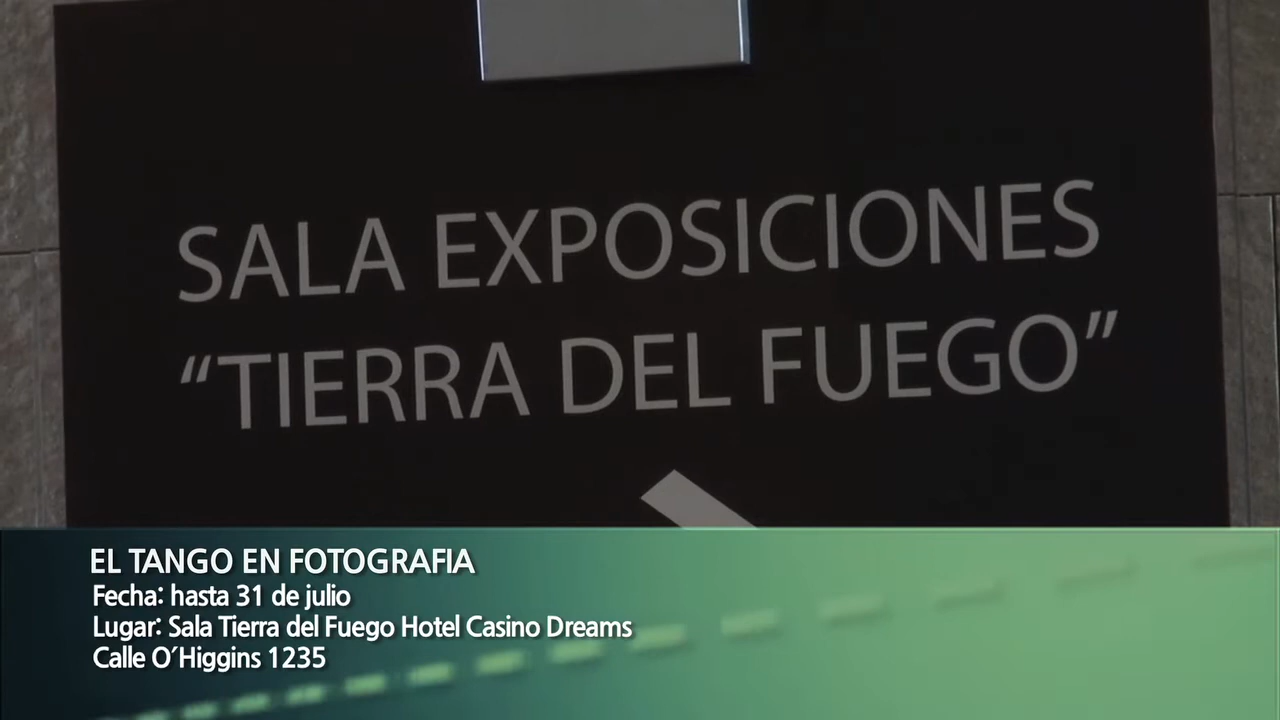 SALA EXPOSICIONES
“TIERRA DEL FUEGO”
EL TANGO EN FOTOGRAFIA
Fecha: hasta 31 de julio
Lugar: Sala Tierra del Fuego Hotel Casino Dreams
Calle O´Higgins 1235